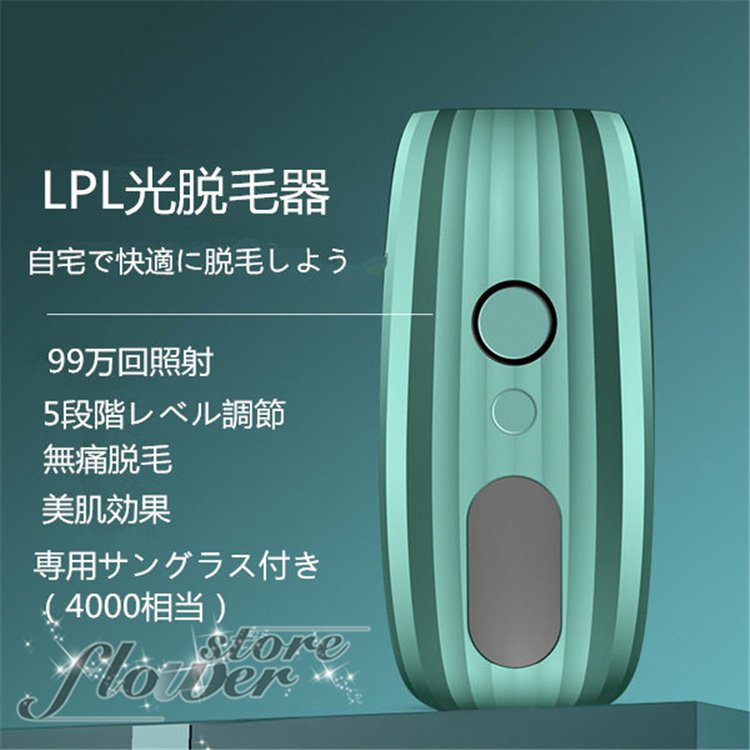 LPL光脱毛器
自宅で快適に脱毛しよう
99万回照射
5段階レベル調節
無痛脱毛
美肌効果
専用サングラス付き
（4000相当）
store
flower